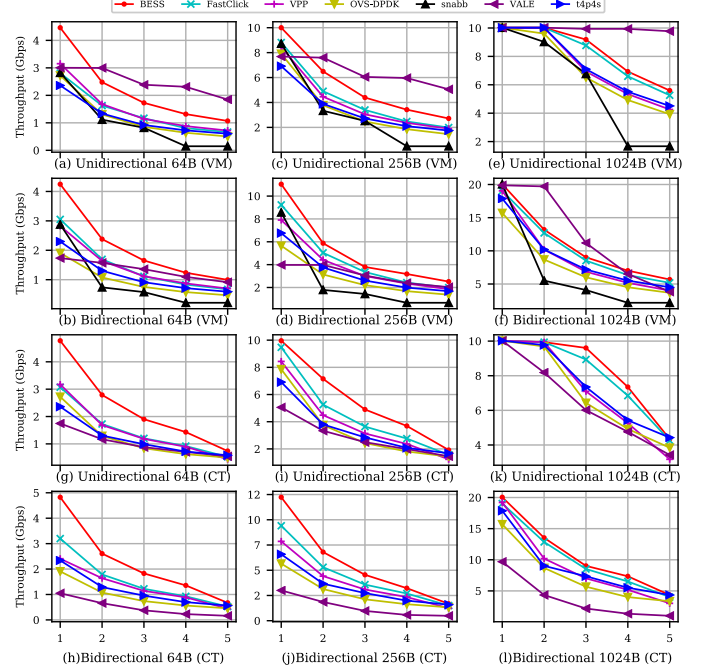 BESS FastClick VPP OVS-DPDK snabb VALE t4p4s
Throughput (Gbps)
4 3 2 1 0
10 8 6 4 2
10 8 6 4 2
(a) Unidirectional 64B (VM) (c) Unidirectional 256B (VM) (e) Unidirectional 1024B (VM)
Throughput (Gbps)
4 3 2 1
10 8 6 4 2
20 15 10 5
(b) Bidirectional 64B (VM) (d) Bidirectional 256B (VM) (f) Bidirectional 1024B (VM)
Throughput (Gbps)
4 3 2 1
10 8 6 4 2
10 8 6 4
(g) Unidirectional 64B (CT) (i) Unidirectional 256B (CT) (k) Unidirectional 1024B (CT)
Throughput (Gbps)
5 4 3 2 1 0
12 10 7 5 2 0
20 15 10 5
1 2 3 4 5 1 2 3 4 5 1 2 3 4 5
(h)Bidirectional 64B (CT) (j)Bidirectional 256B (CT) (l)Bidirectional 1024B (CT)